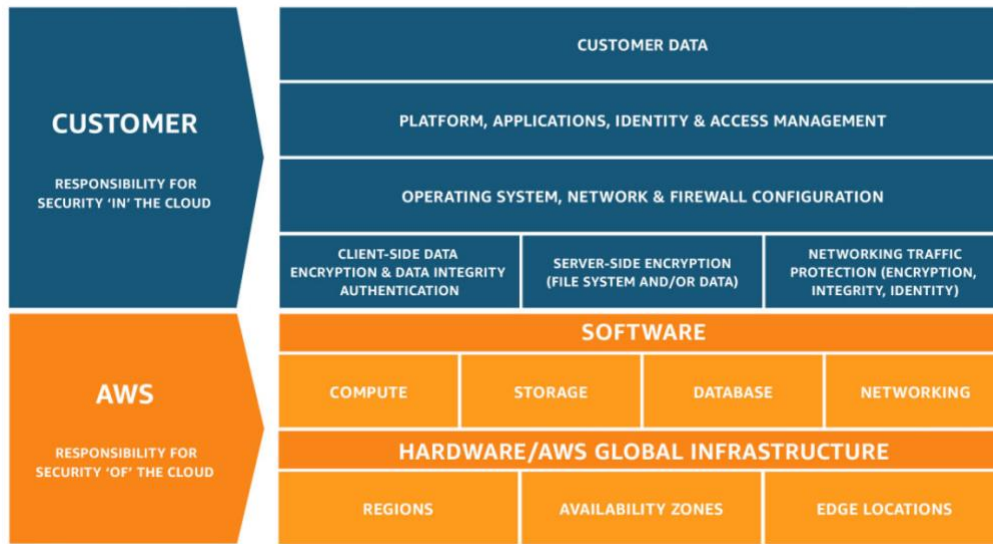 CUSTOMER DATA
CUSTOMER
RESPONSIBILITY FOR
SECURITY ‘IN’ THE CLOUD
PLATFORM, APPLICATIONS, IDENTITY & ACCESS MANAGEMENT
OPERATING SYSTEM, NETWORK & FIREWALL CONFIGURATION
CLIENT-SIDE DATA
ENCRYPTION & DATA INTEGRITY
AUTHENTICATION
SERVER-SIDE ENCRYPTION
(FILE SYSTEM AND/OR DATA)
NETWORKING TRAFFIC
PROTECTION (ENCRYPTION,
INTEGRITY, IDENTITY)
AWS
RESPONSIBILITY FOR
SECURITY ‘OF’ THE CLOUD
SOFTWARE
COMPUTE
STORAGE
DATABASE
NETWORKING
HARDWARE/AWS GLOBAL INFRASTRUCTURE
REGIONS
AVAILABILITY ZONES
EDGE LOCATIONS